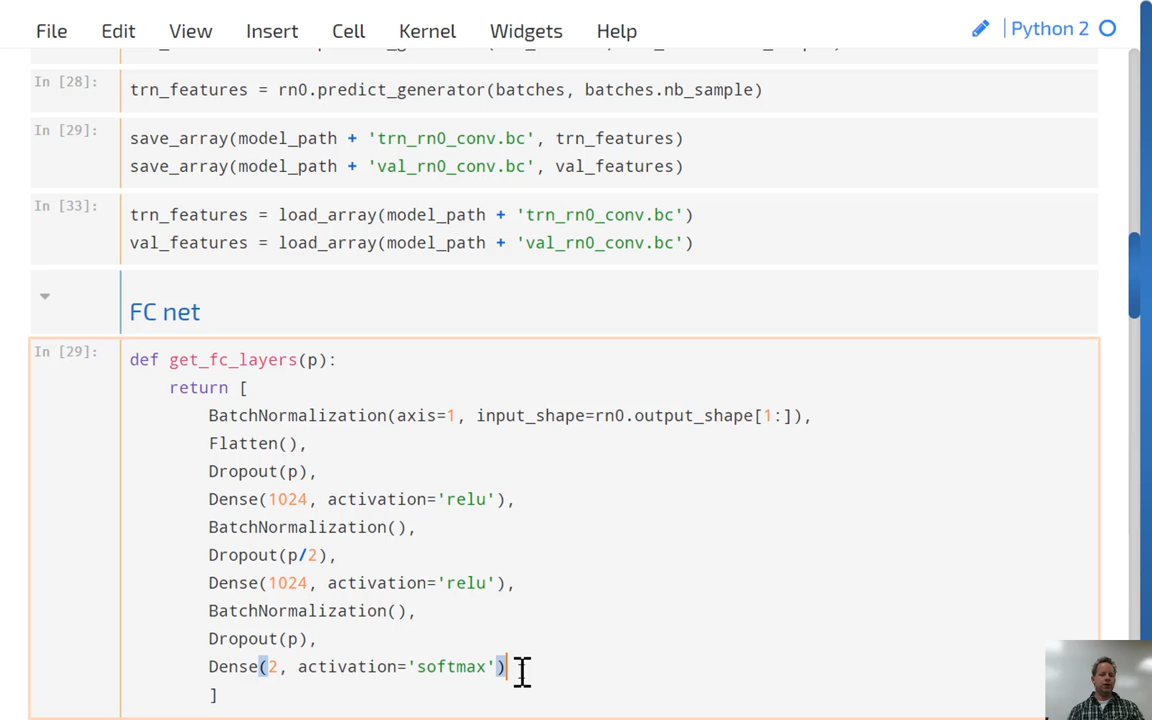 File Edit View Insert Cell Kernel Widgets Help Python 2
In [28]:
trn_features = rn0.predict_generator(batches, batches.nb_sample)
In [29]:
save_array(model_path + 'trn_rn0_conv.bc', trn_features)
save_array(model_path + 'val_rn0_conv.bc', val_features)
In [33]:
trn_features = load_array(model_path + 'trn_rn0_conv.bc')
val_features = load_array(model_path + 'val_rn0_conv.bc')
FC net
In [29]:
def get_fc_layers(p):
return [
BatchNormalization(axis=1, input_shape=rn0.output_shape[1:]),
Flatten(),
Dropout(p),
Dense(1024, activation='relu'),
BatchNormalization(),
Dropout(p/2),
Dense(1024, activation='relu'),
BatchNormalization(),
Dropout(p),
Dense(2, activation='softmax')
]